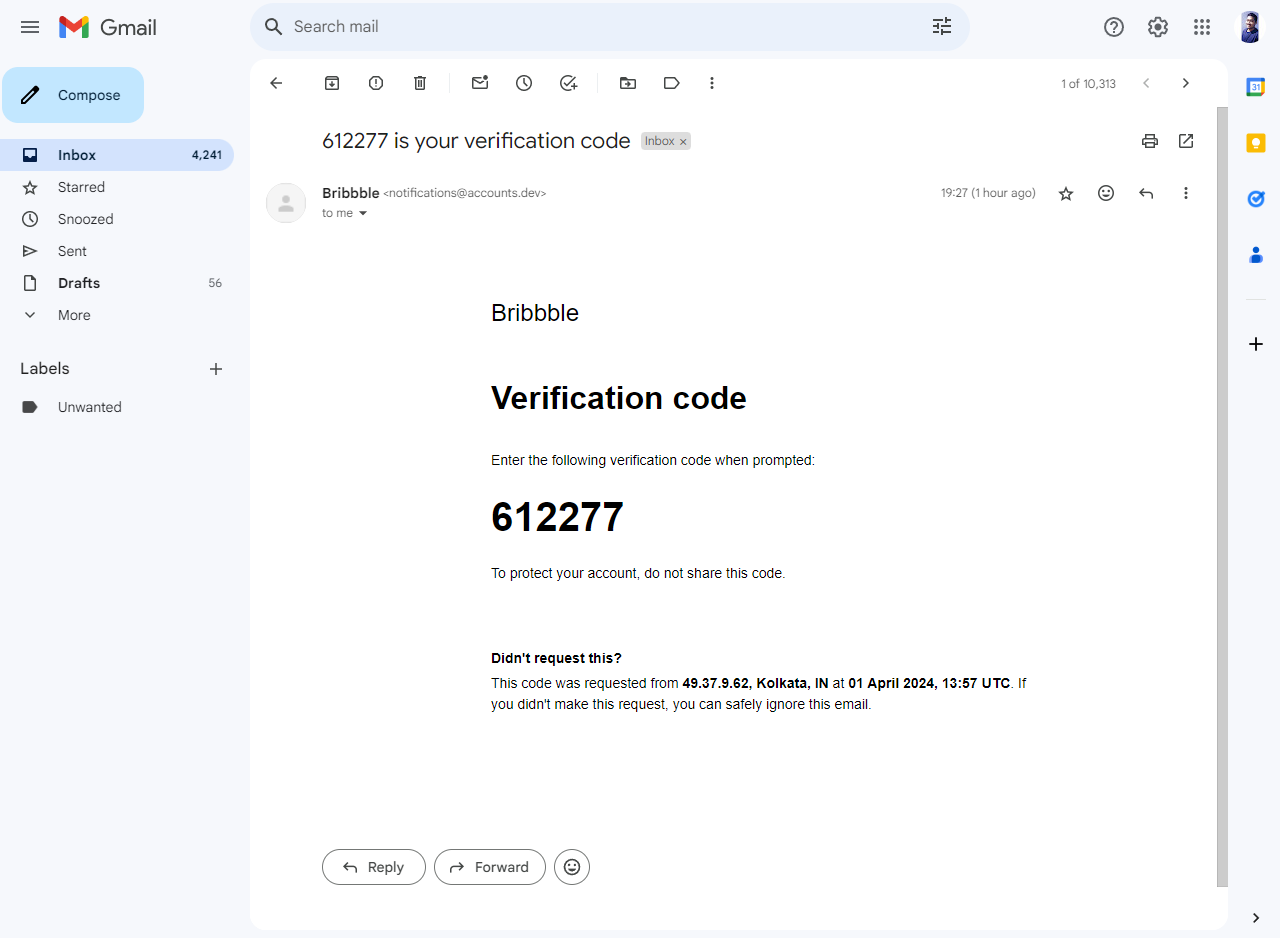 Gmail
Search mail
Compose
Inbox 4,241
Starred
Snoozed
Sent
Drafts 56
More
Labels
Unwanted
1 of 10,313
31
612277 is your verification code Inbox ×
Bribbble <notifications@accounts.dev> 19:27 (1 hour ago)
to me
Bribbble
Verification code
Enter the following verification code when prompted:
612277
To protect your account, do not share this code.
Didn't request this?
This code was requested from 49.37.9.62, Kolkata, IN at 01 April 2024, 13:57 UTC. If
you didn't make this request, you can safely ignore this email.
Reply Forward